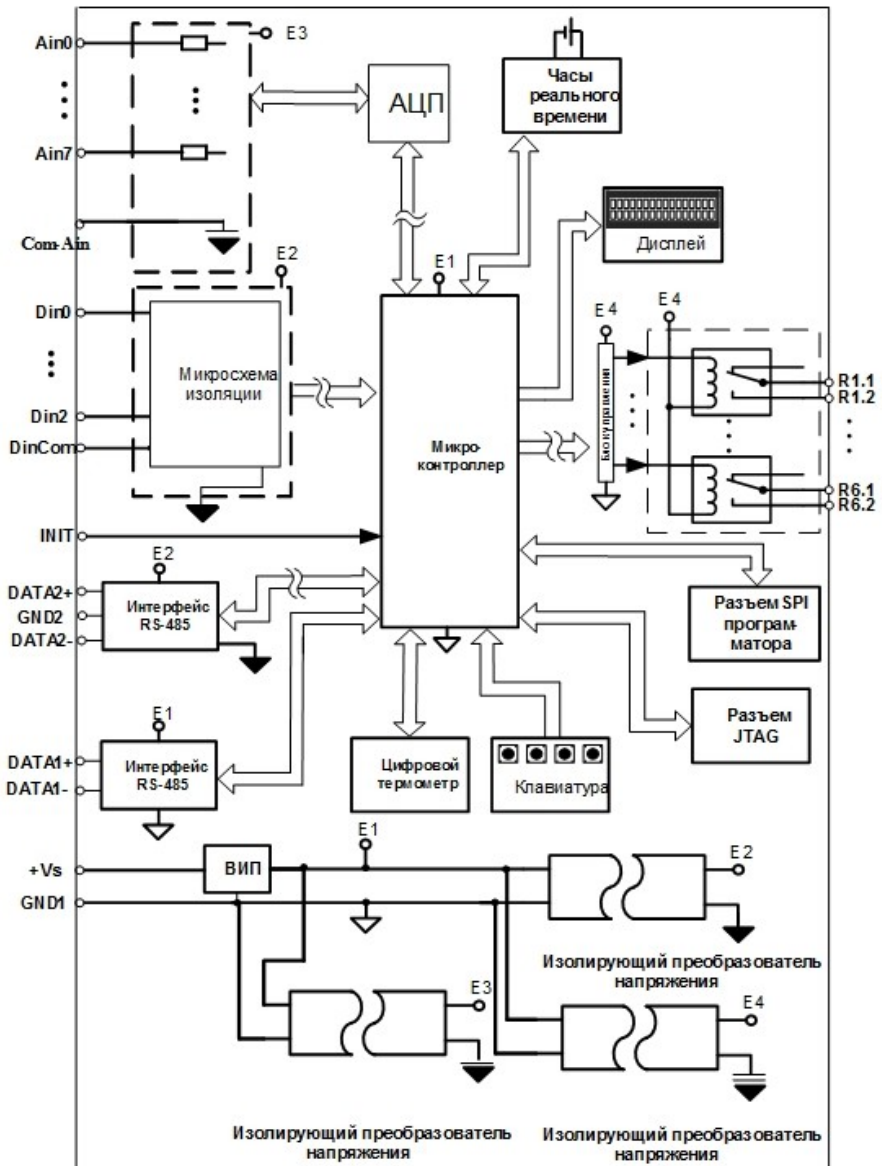 Ain0
E3
АЦП
Часы
реального
времени
Ain7
Com-Ain
Дисплей
E2
E1
E4
E4
Din0
Микросхема
изоляции
Din2
DinCom
Микро-
контроллер
Блок управления
R1.1
R1.2
R6.1
R6.2
INIT
E2
DATA2+
GND2
DATA2-
Интерфейс
RS-485
Разъем SPI
програм-
матора
E1
DATA1+
DATA1-
Интерфейс
RS-485
Цифровой
термометр
Клавиатура
Разъем
JTAG
E1
+Vs
ВИП
GND1
E2
Изолирующий преобразователь
напряжения
E3
E4
Изолирующий преобразователь
напряжения
Изолирующий преобразователь
напряжения